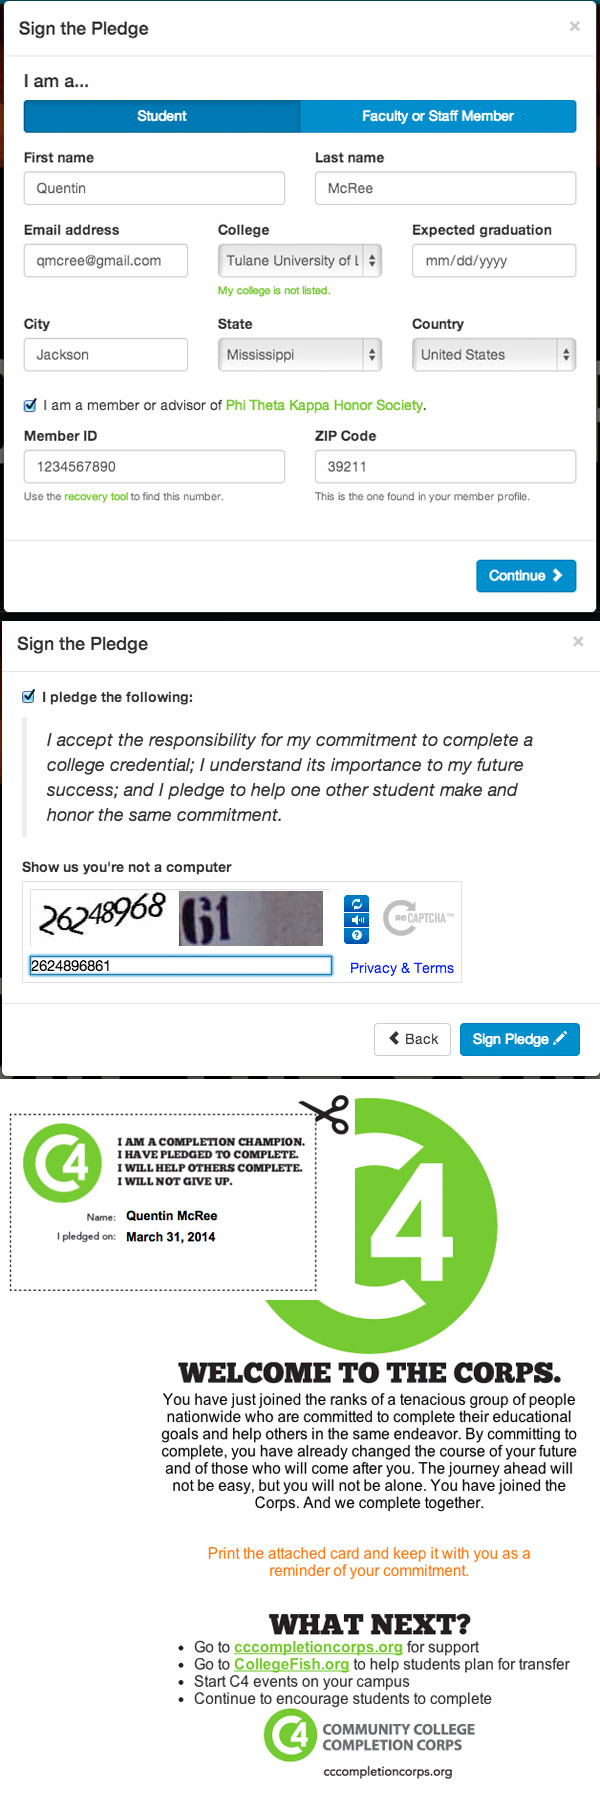 Sign the Pledge ×
I am a...
Student Faculty or Staff Member
First name Last name
Quentin McRee
Email address College Expected graduation
qmcree@gmail.com Tulane University of L mm/dd/yyyy
My college is not listed.
City State Country
Jackson Mississippi United States
I am a member or advisor of Phi Theta Kappa Honor Society.
Member ID ZIP Code
1234567890 39211
Use the recovery tool to find this number. This is the one found in your member profile.
Continue
Sign the Pledge ×
I pledge the following:
I accept the responsibility for my commitment to complete a
college credential; I understand its importance to my future
success; and I pledge to help one other student make and
honor the same commitment.
Show us you're not a computer
26248968 61
reCAPTCHA™
2624896861 Privacy & Terms
Back Sign Pledge
C4
I AM A COMPLETION CHAMPION.
I HAVE PLEDGED TO COMPLETE.
I WILL HELP OTHERS COMPLETE.
I WILL NOT GIVE UP.
Name: Quentin McRee
I pledged on: March 31, 2014
C4
WELCOME TO THE CORPS.
You have just joined the ranks of a tenacious group of people
nationwide who are committed to complete their educational
goals and help others in the same endeavor. By committing to
complete, you have already changed the course of your future
and of those who will come after you. The journey ahead will
not be easy, but you will not be alone. You have joined the
Corps. And we complete together.
Print the attached card and keep it with you as a
reminder of your commitment.
WHAT NEXT?
• Go to cccompletioncorps.org for support
• Go to CollegeFish.org to help students plan for transfer
• Start C4 events on your campus
• Continue to encourage students to complete
C4 COMMUNITY COLLEGE
COMPLETION CORPS
cccompletioncorps.org